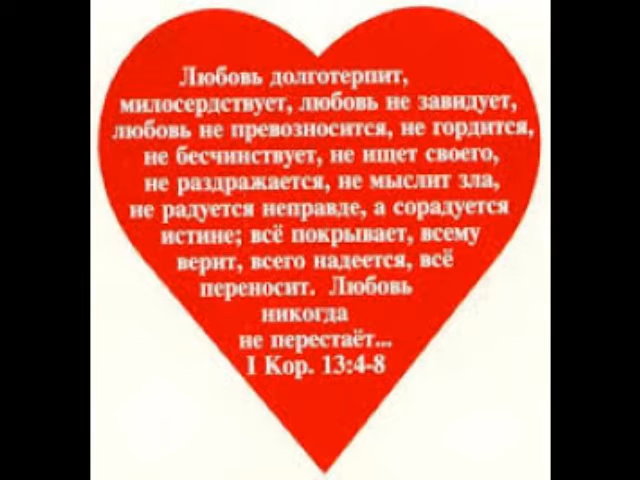 Любовь долготерпит,
милосердствует, любовь не завидует,
любовь не превозносится, не гордится,
не бесчинствует, не ищет своего,
не раздражается, не мыслит зла,
не радуется неправде, а сорадуется
истине; всё покрывает, всему
верит, всего надеется, всё
переносит. Любовь
никогда
не перестаёт...
I Кор. 13:4-8